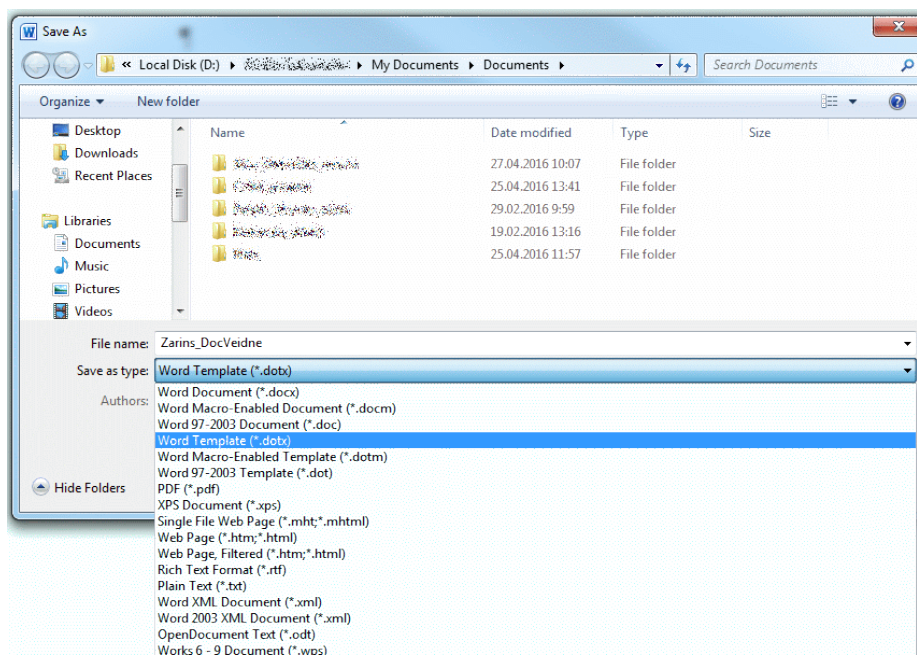 Save As
« Local Disk (D:) ▸ ▸ My Documents ▸ Documents ▸ Search Documents
Organize ▾ New folder
Desktop
Downloads
Recent Places
Libraries
Documents
Music
Pictures
Videos
Name Date modified Type Size
27.04.2016 10:07 File folder
25.04.2016 13:41 File folder
29.02.2016 9:59 File folder
19.02.2016 13:16 File folder
25.04.2016 11:57 File folder
File name: Zarins_DocVeidne
Save as type: Word Template (*.dotx)
Authors:
Word Document (*.docx)
Word Macro-Enabled Document (*.docm)
Word 97-2003 Document (*.doc)
Word Template (*.dotx)
Word Macro-Enabled Template (*.dotm)
Word 97-2003 Template (*.dot)
PDF (*.pdf)
XPS Document (*.xps)
Single File Web Page (*.mht;*.mhtml)
Web Page (*.htm;*.html)
Web Page, Filtered (*.htm;*.html)
Rich Text Format (*.rtf)
Plain Text (*.txt)
Word XML Document (*.xml)
Word 2003 XML Document (*.xml)
OpenDocument Text (*.odt)
Works 6 - 9 Document (*.wps)
Hide Folders